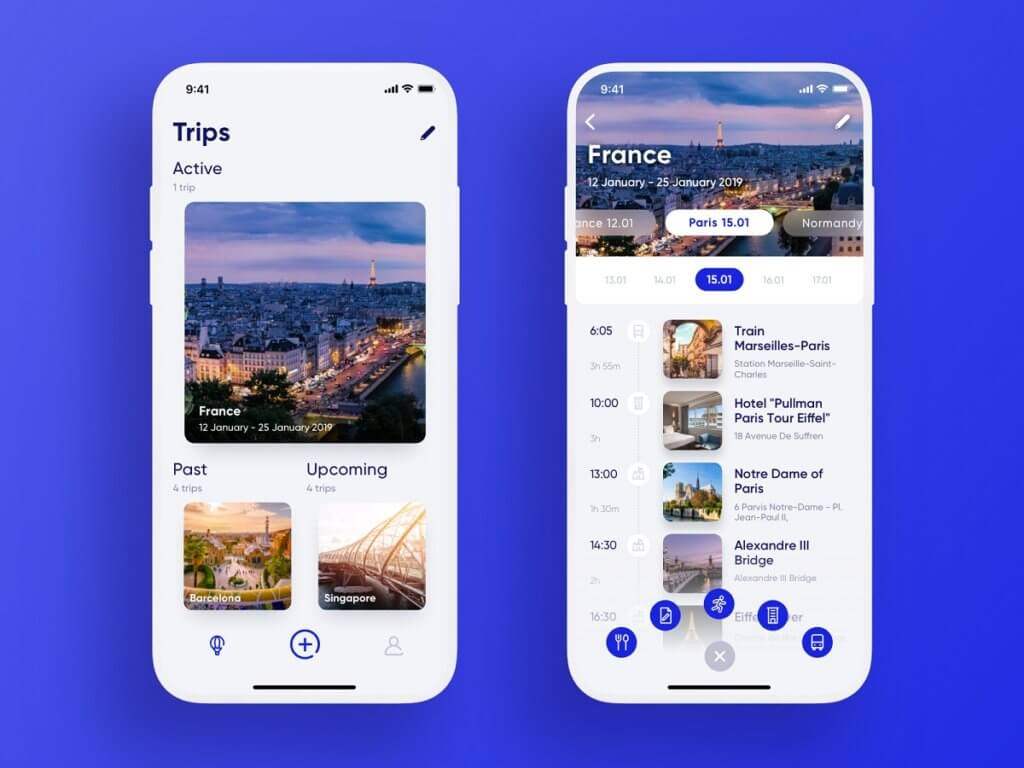 9:41
Trips
Active
1 trip
France
12 January - 25 January 2019
Past
4 trips
Upcoming
4 trips
Barcelona
Singapore
9:41
France
12 January - 25 January 2019
ance 12.01
Paris 15.01
Normandy
13.01
14.01
15.01
16.01
17.01
6:05
3h 55m
Train
Marseilles-Paris
Station Marseille-Saint-
Charles
10:00
3h
Hotel "Pullman
Paris Tour Eiffel"
18 Avenue De Suffren
13:00
1h 30m
Notre Dame of
Paris
6 Parvis Notre-Dame - Pl.
Jean-Paul II,
14:30
2h
Alexandre III
Bridge
Alexandre III Bridge
16:30